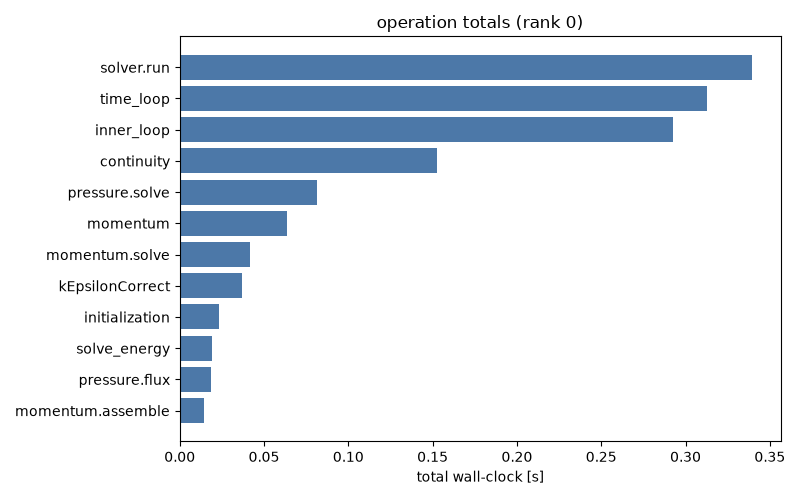 operation totals (rank 0)
solver.run
time_loop
inner_loop
continuity
pressure.solve
momentum
momentum.solve
kEpsilonCorrect
initialization
solve_energy
pressure.flux
momentum.assemble
0.00 0.05 0.10 0.15 0.20 0.25 0.30 0.35
total wall-clock [s]